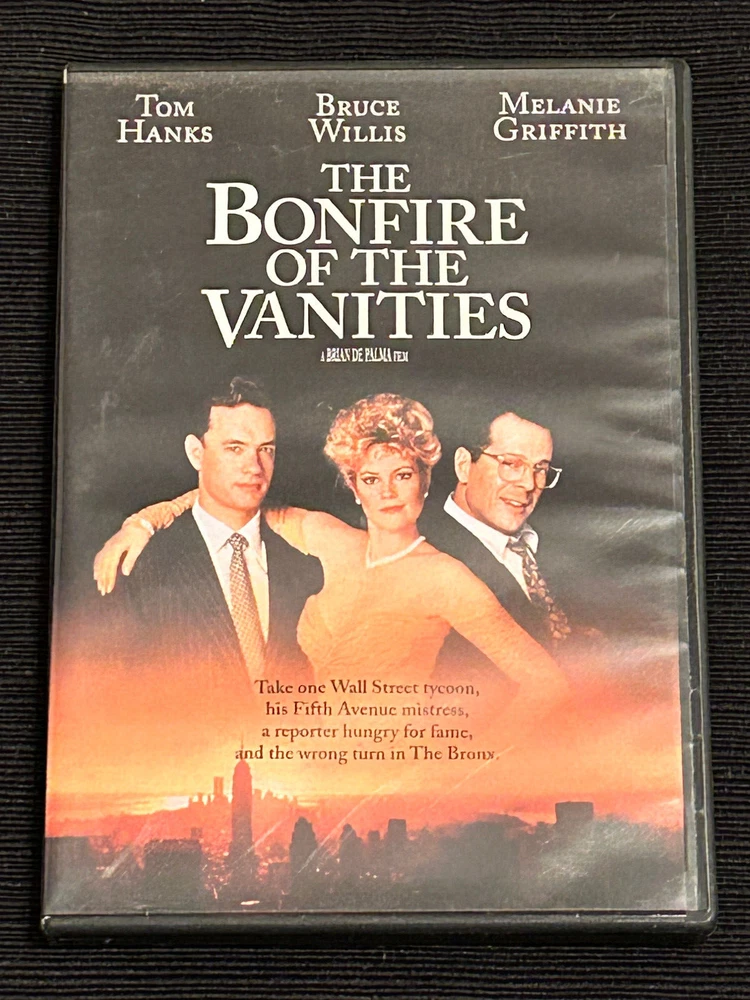 TOM HANKS
BRUCE WILLIS
MELANIE GRIFFITH
THE
BONFIRE
OF THE
VANITIES
A BRIAN DE PALMA FILM
Take one Wall Street tycoon,
his Fifth Avenue mistress,
a reporter hungry for fame,
and the wrong turn in The Bronx.